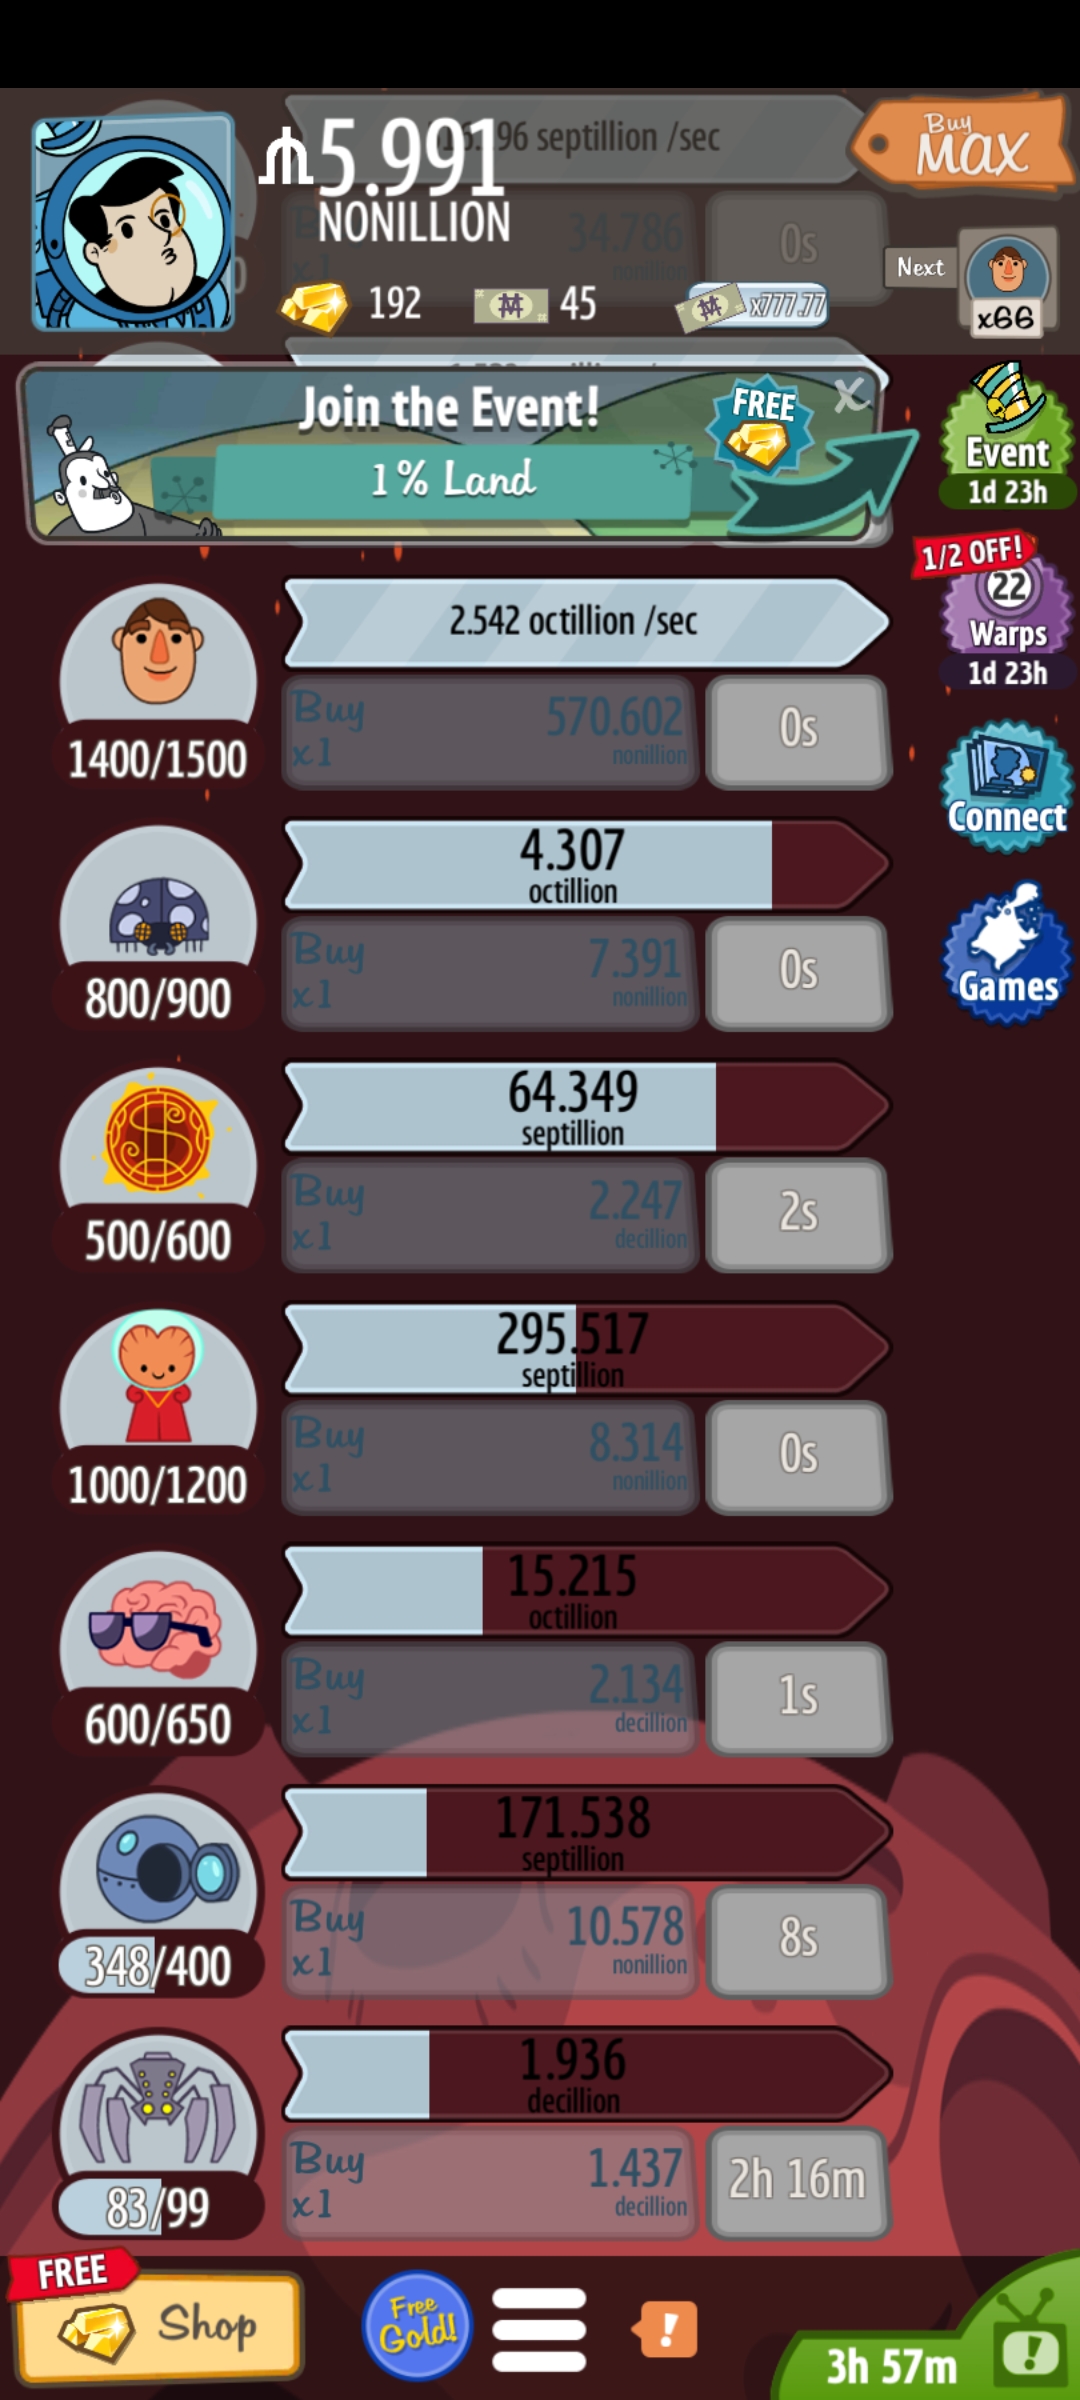 septillion /sec
Buy
MAX
5.991
NONILLION
34.786
nonillion
0s
x1
Next
x66
192
45
x777.77
Join the Event!
FREE
X
1% Land
Event
1d 23h
1/2 OFF!
22
Warps
1d 23h
Connect
Games
2.542 octillion /sec
Buy
x1
570.602
nonillion
0s
1400/1500
4.307
octillion
Buy
x1
7.391
nonillion
0s
800/900
64.349
septillion
Buy
x1
2.247
decillion
2s
500/600
295.517
septillion
Buy
x1
8.314
nonillion
0s
1000/1200
15.215
octillion
Buy
x1
2.134
decillion
1s
600/650
171.538
septillion
Buy
x1
10.578
nonillion
8s
348/400
1.936
decillion
Buy
x1
1.437
decillion
2h 16m
83/99
FREE
Shop
Free
Gold!
!
3h 57m
!